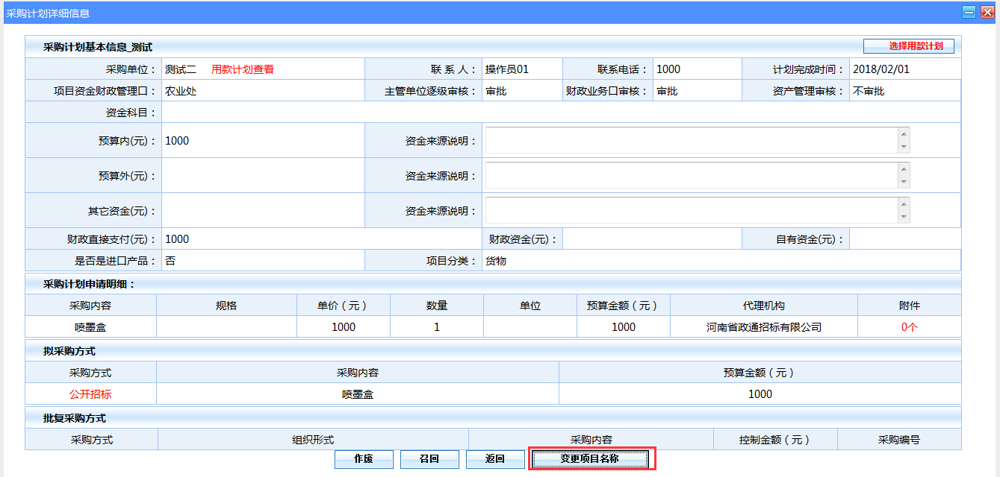 采购计划详细信息
采购计划基本信息_测试 选择用款计划
采购单位： 测试二 用款计划查看 联 系 人： 操作员01 联系电话： 1000 计划完成时间： 2018/02/01
项目资金财政管理口： 农业处 主管单位逐级审核： 审批 财政业务口审核： 审批 资产管理审核： 不审批
资金科目：
预算内(元)： 1000 资金来源说明：
预算外(元)： 资金来源说明：
其它资金(元)： 资金来源说明：
财政直接支付(元)： 1000 财政资金(元)： 自有资金(元)：
是否是进口产品： 否 项目分类： 货物
采购计划申请明细：
采购内容 规格 单价（元） 数量 单位 预算金额（元） 代理机构 附件
喷墨盒 1000 1 1000 河南省政通招标有限公司 0个
拟采购方式
采购方式 采购内容 预算金额（元）
公开招标 喷墨盒 1000
批复采购方式
采购方式 组织形式 采购内容 控制金额（元） 采购编号
作废 召回 返回 变更项目名称